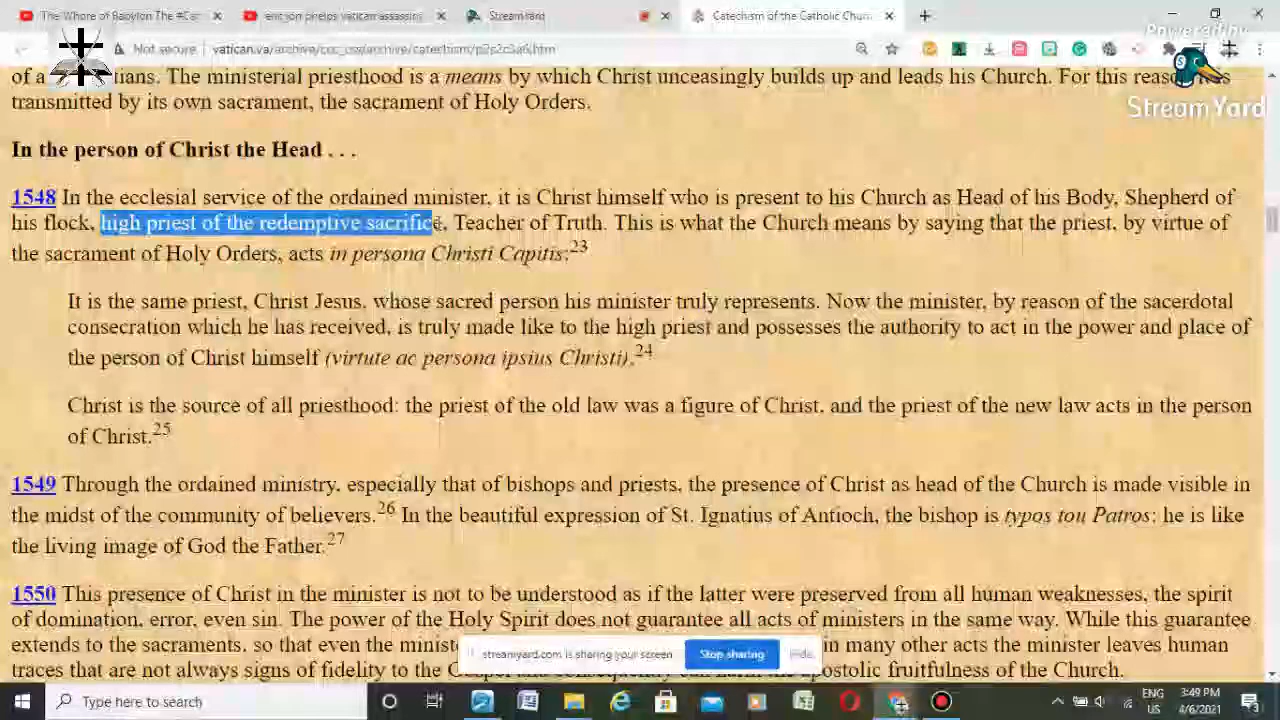 The Whore of Babylon The #Cat
eric jon phelps vatican assassins
StreamYard
Catechism of the Catholic Chur
Not secure
vatican.va/archive/ccc_css/archive/catechism/p2s2c3a6.htm
Powered by
StreamYard
of a tians. The ministerial priesthood is a means by which Christ unceasingly builds up and leads his Church. For this reason
transmitted by its own sacrament, the sacrament of Holy Orders.
In the person of Christ the Head . . .
1548 In the ecclesial service of the ordained minister, it is Christ himself who is present to his Church as Head of his Body, Shepherd of
his flock, high priest of the redemptive sacrifice, Teacher of Truth. This is what the Church means by saying that the priest, by virtue of
the sacrament of Holy Orders, acts in persona Christi Capitis:23
It is the same priest, Christ Jesus, whose sacred person his minister truly represents. Now the minister, by reason of the sacerdotal
consecration which he has received, is truly made like to the high priest and possesses the authority to act in the power and place of
the person of Christ himself (virtute ac persona ipsius Christi).24
Christ is the source of all priesthood: the priest of the old law was a figure of Christ, and the priest of the new law acts in the person
of Christ.25
1549 Through the ordained ministry, especially that of bishops and priests, the presence of Christ as head of the Church is made visible in
the midst of the community of believers.26 In the beautiful expression of St. Ignatius of Antioch, the bishop is typos tou Patros: he is like
the living image of God the Father.27
1550 This presence of Christ in the minister is not to be understood as if the latter were preserved from all human weaknesses, the spirit
of domination, error, even sin. The power of the Holy Spirit does not guarantee all acts of ministers in the same way. While this guarantee
extends to the sacraments, so that even the minist in many other acts the minister leaves human
traces that are not always signs of fidelity to the apostolic fruitfulness of the Church.
streamyard.com is sharing your screen
Stop sharing
Hide
Type here to search
ENG
US
3:49 PM
4/6/2021
3